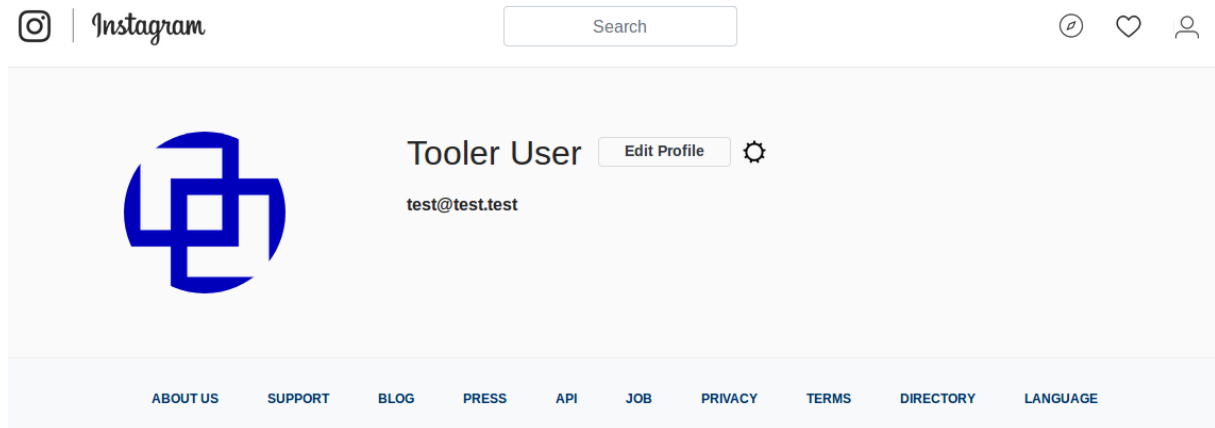 Instagram Search
Tooler User Edit Profile
test@test.test
ABOUT US SUPPORT BLOG PRESS API JOB PRIVACY TERMS DIRECTORY LANGUAGE